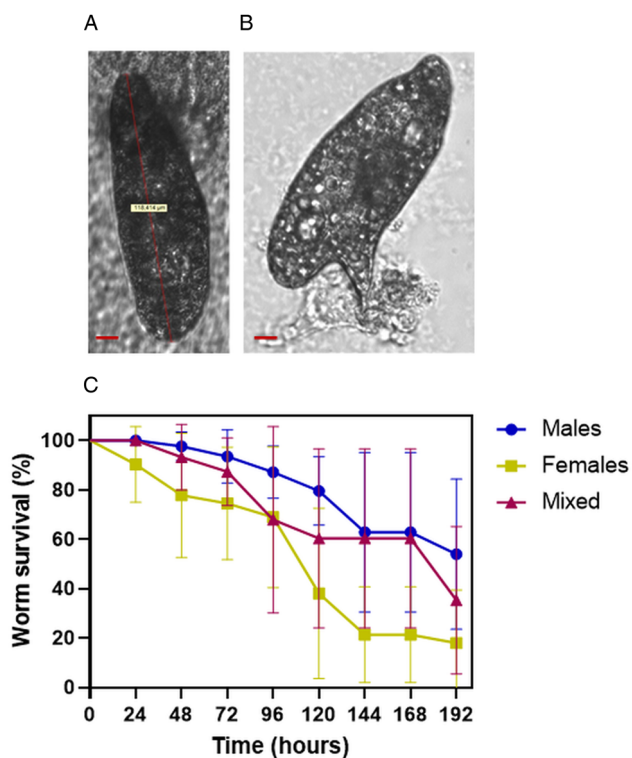 A
B
118,414 µm
C
Worm survival (%)
100
80
60
40
20
0
0 24 48 72 96 120 144 168 192
Time (hours)
Males
Females
Mixed